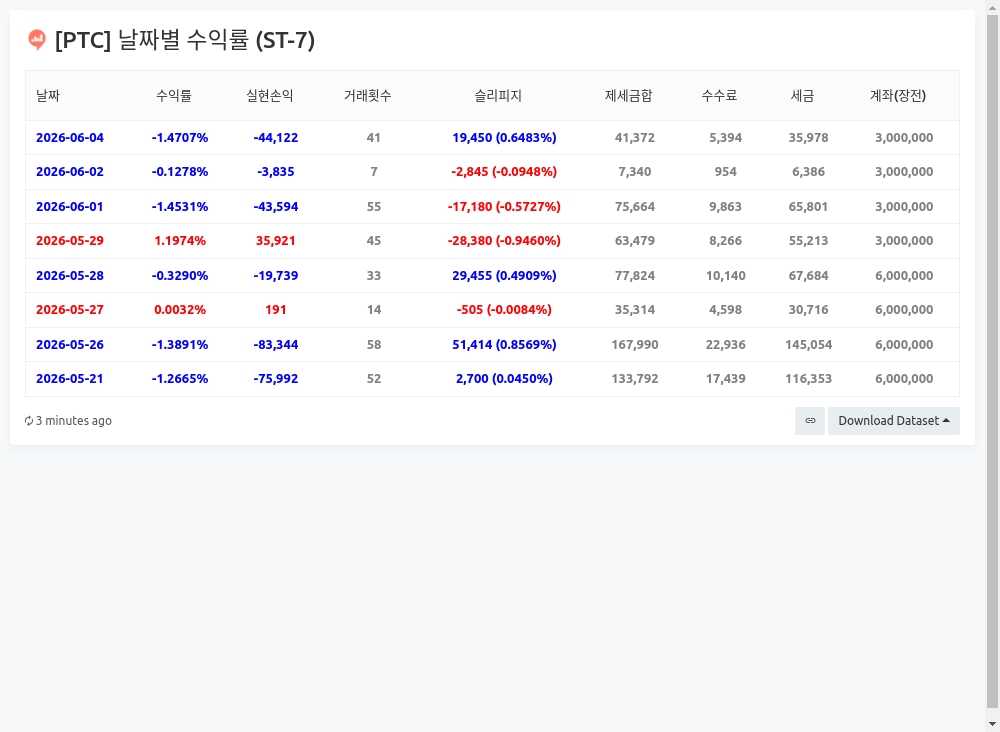 [PTC] 날짜별 수익률 (ST-7)
날짜 수익률 실현손익 거래횟수 슬리피지 제세금합 수수료 세금 계좌(장전)
2026-06-04 -1.4707% -44,122 41 19,450 (0.6483%) 41,372 5,394 35,978 3,000,000
2026-06-02 -0.1278% -3,835 7 -2,845 (-0.0948%) 7,340 954 6,386 3,000,000
2026-06-01 -1.4531% -43,594 55 -17,180 (-0.5727%) 75,664 9,863 65,801 3,000,000
2026-05-29 1.1974% 35,921 45 -28,380 (-0.9460%) 63,479 8,266 55,213 3,000,000
2026-05-28 -0.3290% -19,739 33 29,455 (0.4909%) 77,824 10,140 67,684 6,000,000
2026-05-27 0.0032% 191 14 -505 (-0.0084%) 35,314 4,598 30,716 6,000,000
2026-05-26 -1.3891% -83,344 58 51,414 (0.8569%) 167,990 22,936 145,054 6,000,000
2026-05-21 -1.2665% -75,992 52 2,700 (0.0450%) 133,792 17,439 116,353 6,000,000
3 minutes ago Download Dataset